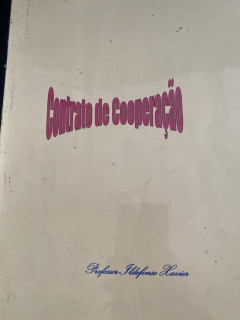 Contrato de Cooperação
Professor Ildefonso Xavier